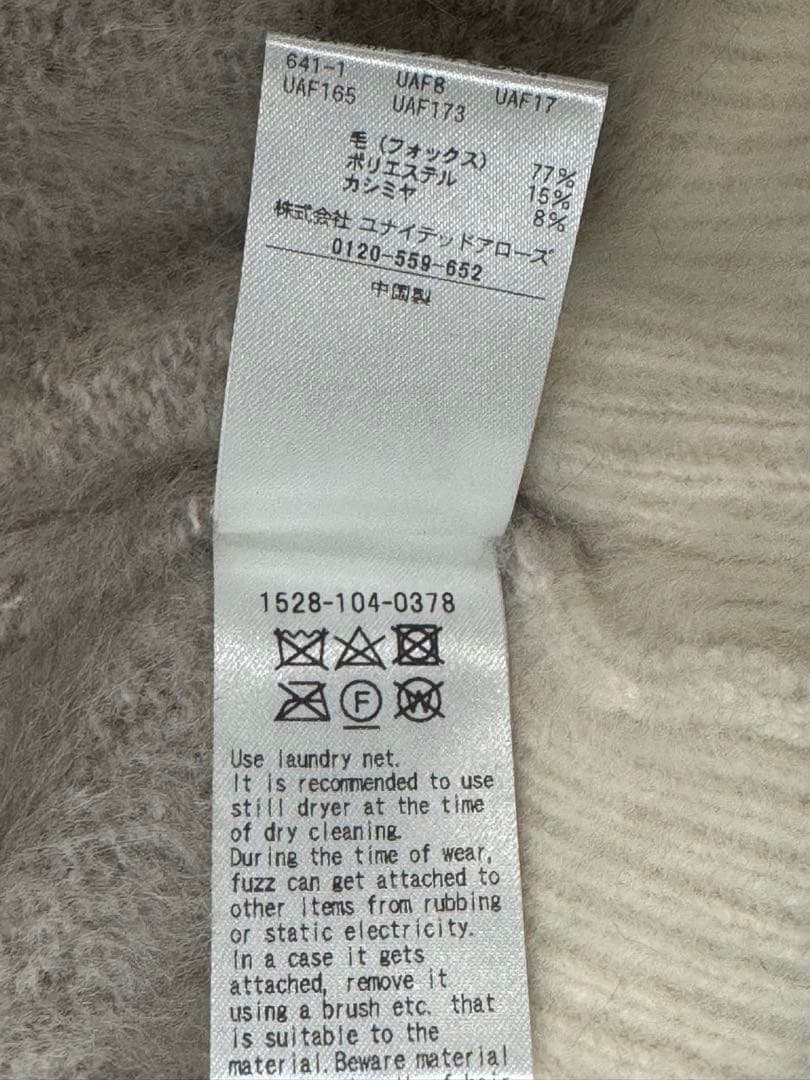 641-1 UAF8 UAF17
UAF165 UAF173
毛 (フォックス) 77%
ポリエステル 15%
カシミヤ 8%
株式会社 ユナイテッドアローズ
0120-559-652
中国製
1528-104-0378
F W
Use laundry net.
It is recommended to use
still dryer at the time
of dry cleaning.
During the time of wear,
fuzz can get attached to
other items from rubbing
or static electricity.
In a case it gets
attached, remove it
using a brush etc. that
is suitable to the
material. Beware material